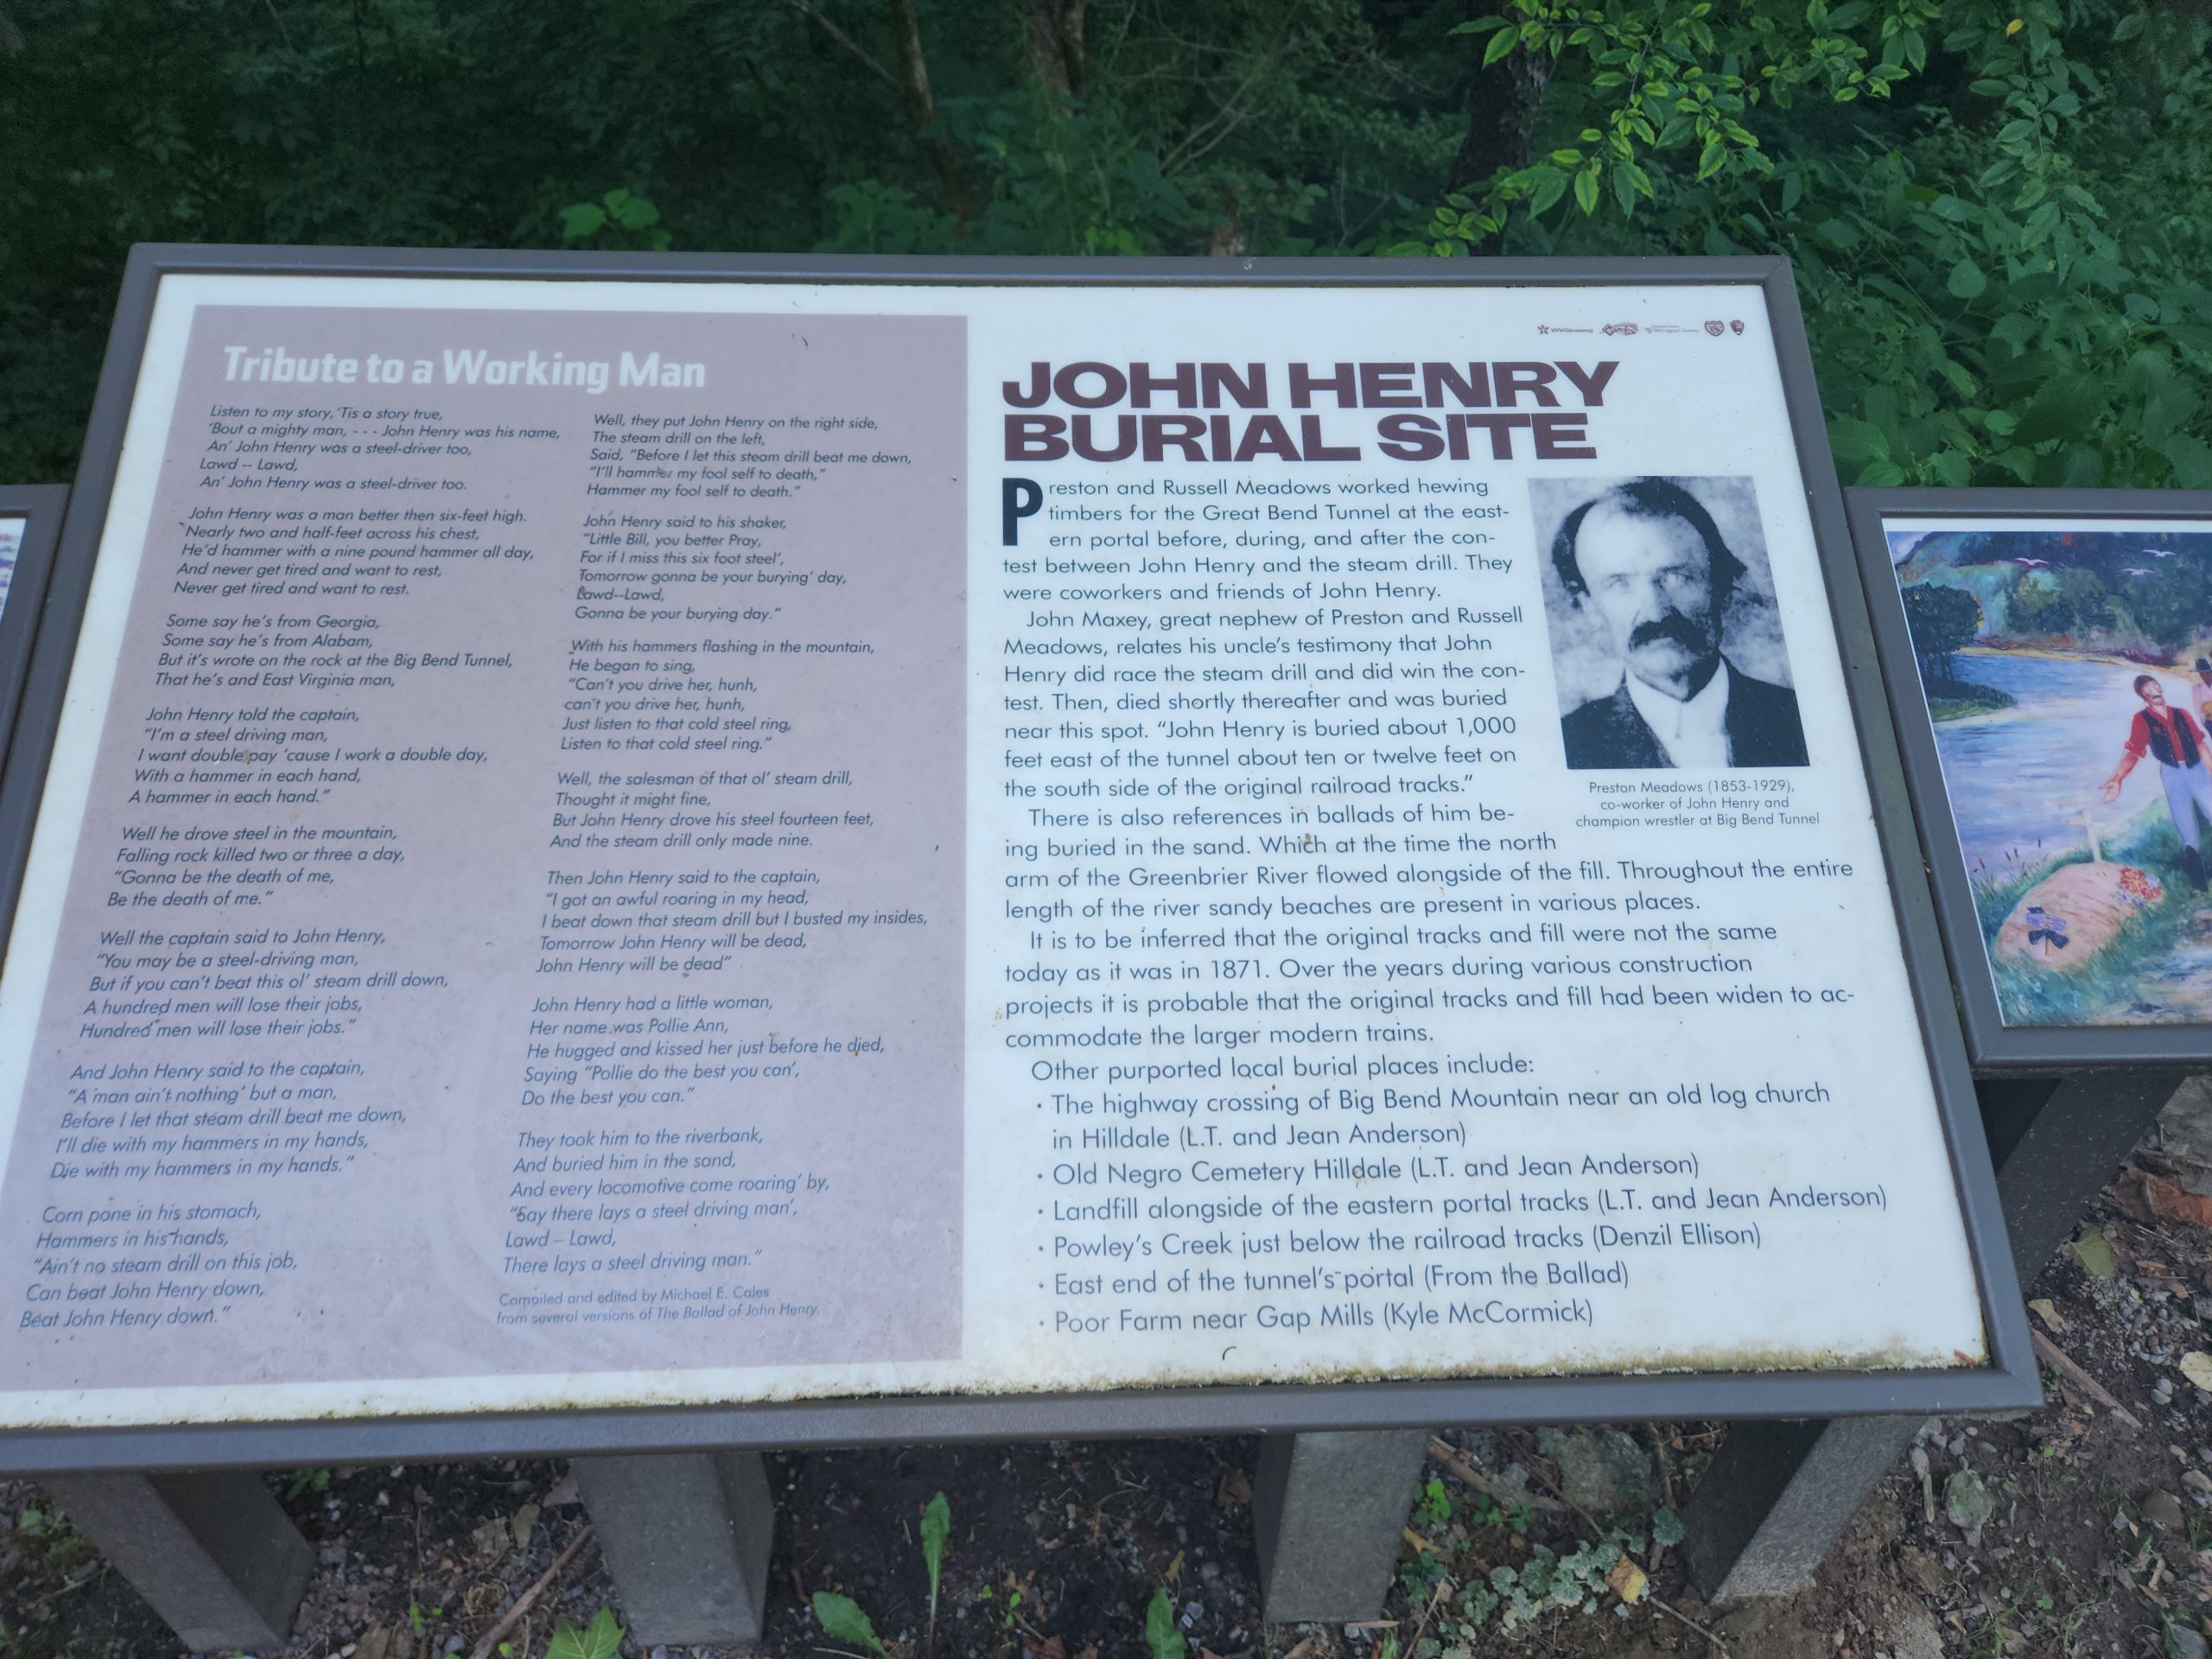 Tribute to a Working Man
Listen to my story, 'Tis a story true,
'Bout a mighty man, - - - John Henry was his name,
An' John Henry was a steel-driver too,
Lawd -- Lawd,
An' John Henry was a steel-driver too.
John Henry was a man better then six-feet high.
Nearly two and half-feet across his chest,
He'd hammer with a nine pound hammer all day,
And never get tired and want to rest,
Never get tired and want to rest.
Some say he's from Georgia,
Some say he's from Alabam,
But it's wrote on the rock at the Big Bend Tunnel,
That he's and East Virginia man,
John Henry told the captain,
"I'm a steel driving man,
I want double pay 'cause I work a double day,
With a hammer in each hand,
A hammer in each hand."
Well he drove steel in the mountain,
Falling rock killed two or three a day,
"Gonna be the death of me,
Be the death of me."
Well the captain said to John Henry,
"You may be a steel-driving man,
But if you can't beat this ol' steam drill down,
A hundred men will lose their jobs,
Hundred men will lose their jobs."
And John Henry said to the captain,
"A man ain't nothing' but a man,
Before I let that steam drill beat me down,
I'll die with my hammers in my hands,
Die with my hammers in my hands."
Corn pone in his stomach,
Hammers in his hands,
"Ain't no steam drill on this job,
Can beat John Henry down,
Beat John Henry down."
Well, they put John Henry on the right side,
The steam drill on the left,
Said, "Before I let this steam drill beat me down,
"I'll hammer my fool self to death,"
Hammer my fool self to death."
John Henry said to his shaker,
"Little Bill, you better Pray,
For if I miss this six foot steel',
Tomorrow gonna be your burying' day,
Lawd--Lawd,
Gonna be your burying day."
With his hammers flashing in the mountain,
He began to sing,
"Can't you drive her, hunh,
can't you drive her, hunh,
Just listen to that cold steel ring,
Listen to that cold steel ring."
Well, the salesman of that ol' steam drill,
Thought it might fine,
But John Henry drove his steel fourteen feet,
And the steam drill only made nine.
Then John Henry said to the captain,
"I got an awful roaring in my head,
I beat down that steam drill but I busted my insides,
Tomorrow John Henry will be dead,
John Henry will be dead"
John Henry had a little woman,
Her name was Pollie Ann,
He hugged and kissed her just before he died,
Saying "Pollie do the best you can',
Do the best you can."
They took him to the riverbank,
And buried him in the sand,
And every locomotive come roaring' by,
"Say there lays a steel driving man',
Lawd – Lawd,
There lays a steel driving man."
Compiled and edited by Michael E. Cales
from several versions of The Ballad of John Henry.
JOHN HENRY
BURIAL SITE
Preston and Russell Meadows worked hewing
timbers for the Great Bend Tunnel at the east-
ern portal before, during, and after the con-
test between John Henry and the steam drill. They
were coworkers and friends of John Henry.
John Maxey, great nephew of Preston and Russell
Meadows, relates his uncle's testimony that John
Henry did race the steam drill and did win the con-
test. Then, died shortly thereafter and was buried
near this spot. "John Henry is buried about 1,000
feet east of the tunnel about ten or twelve feet on
the south side of the original railroad tracks."
There is also references in ballads of him be-
ing buried in the sand. Which at the time the north
arm of the Greenbrier River flowed alongside of the fill. Throughout the entire
length of the river sandy beaches are present in various places.
It is to be inferred that the original tracks and fill were not the same
today as it was in 1871. Over the years during various construction
projects it is probable that the original tracks and fill had been widen to ac-
commodate the larger modern trains.
Other purported local burial places include:
• The highway crossing of Big Bend Mountain near an old log church
in Hilldale (L.T. and Jean Anderson)
• Old Negro Cemetery Hilldale (L.T. and Jean Anderson)
• Landfill alongside of the eastern portal tracks (L.T. and Jean Anderson)
• Powley's Creek just below the railroad tracks (Denzil Ellison)
• East end of the tunnel's portal (From the Ballad)
• Poor Farm near Gap Mills (Kyle McCormick)
Preston Meadows (1853-1929),
co-worker of John Henry and
champion wrestler at Big Bend Tunnel